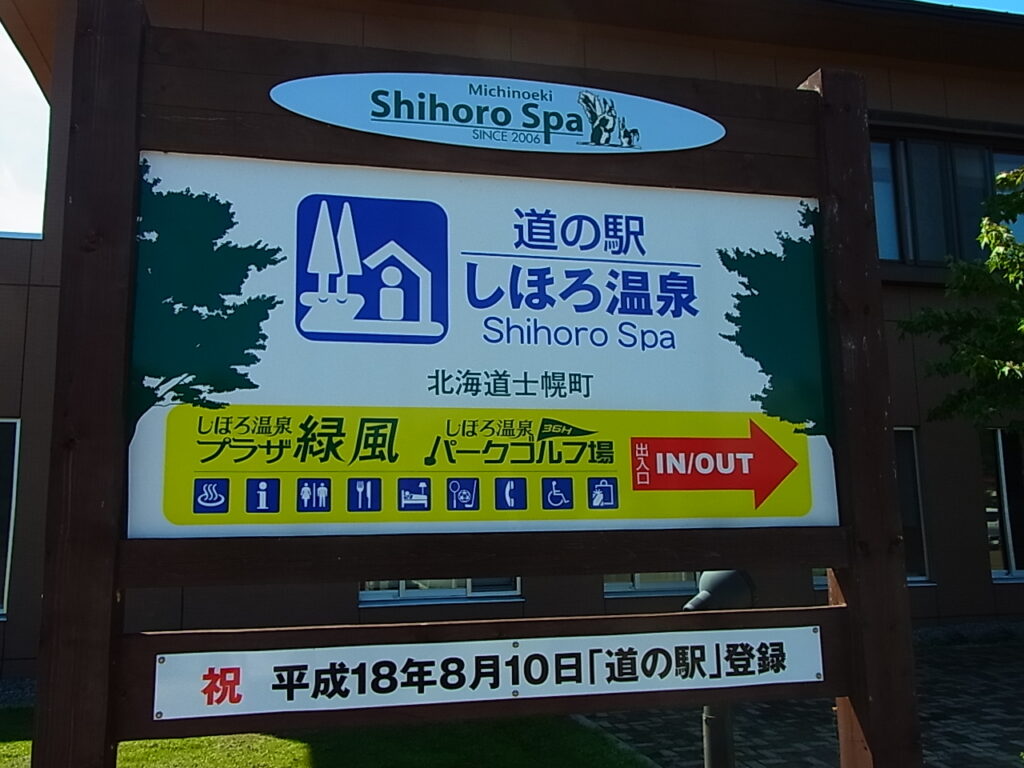 Michinoeki
Shihoro Spa
SINCE 2006
道の駅
しほろ温泉
Shihoro Spa
北海道士幌町
しほろ温泉
プラザ緑風
しほろ温泉 36H
パークゴルフ場
出入口 IN/OUT
祝 平成18年8月10日「道の駅」登録